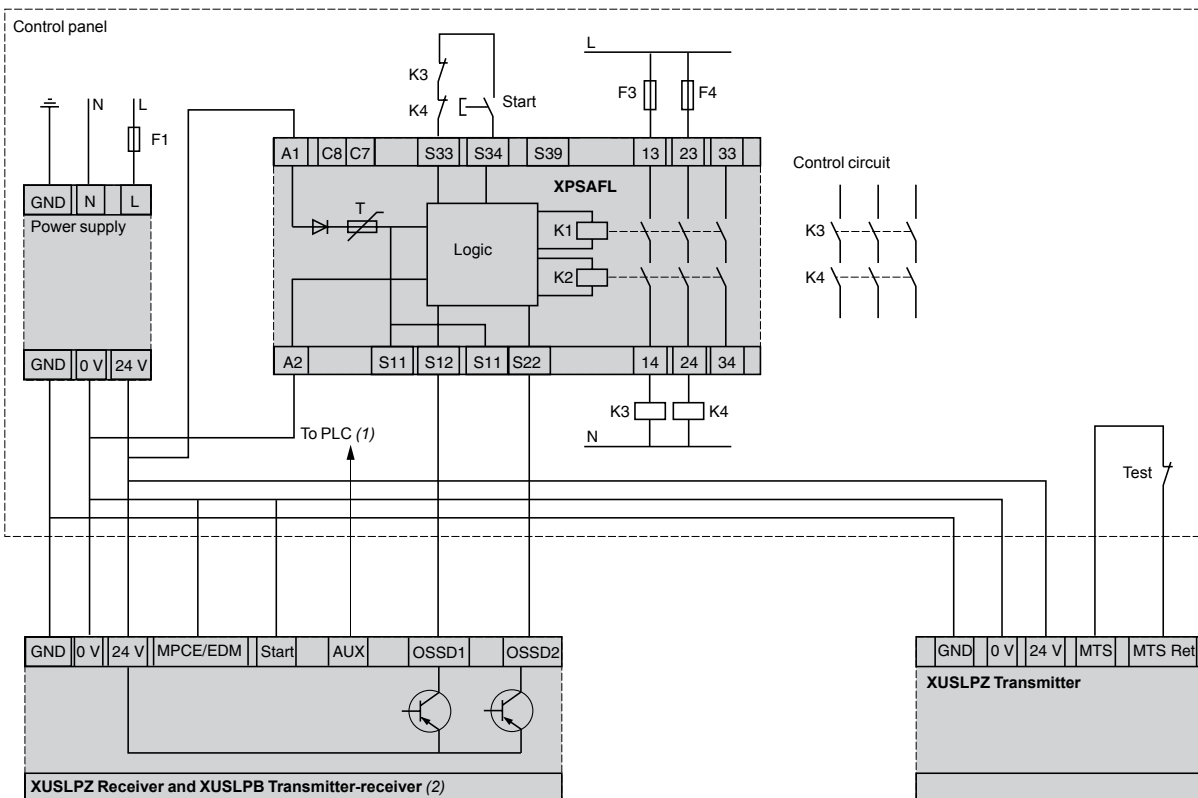 Control panel
L
K3
K4
Start
F3
F4
N
L
F1
A1 C8 C7 S33 S34 S39 13 23 33
Control circuit
XPSAFL
T
Logic
K1
K2
K3
K4
GND N L
Power supply
GND 0 V 24 V
A2 S11 S12 S11 S22 14 24 34
K3
K4
N
To PLC (1)
Test
GND 0 V 24 V MPCE/EDM Start AUX OSSD1 OSSD2
GND 0 V 24 V MTS MTS Ret
XUSLPZ Transmitter
XUSLPZ Receiver and XUSLPB Transmitter-receiver (2)